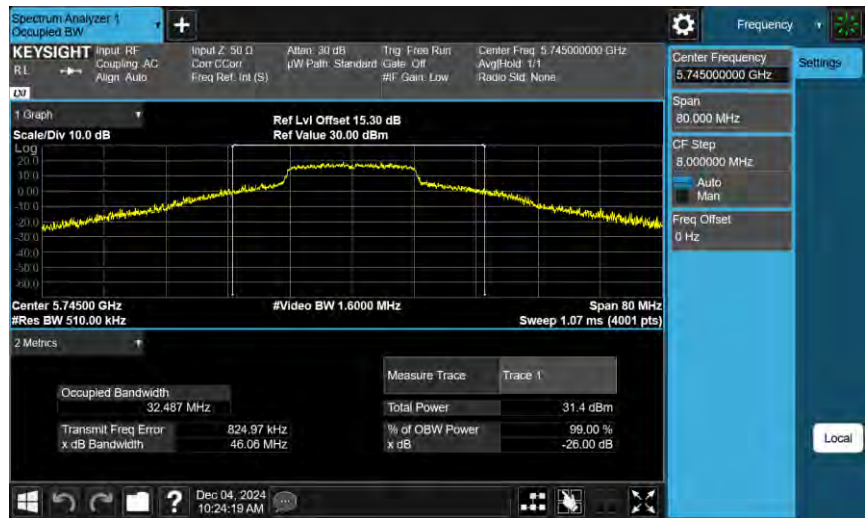 Spectrum Analyzer 1
Occupied BW
Frequency
KEYSIGHT
RL
LXI
Input: RF
Coupling: AC
Align: Auto
Input Z: 50 Ω
Corr CCorr
Freq Ref: Int (S)
Atten: 30 dB
µW Path: Standard
Trig: Free Run
Gate: Off
#IF Gain: Low
Center Freq: 5.745000000 GHz
Avg|Hold: 1/1
Radio Std: None
Center Frequency
5.745000000 GHz
Settings
Span
80.000 MHz
CF Step
8.000000 MHz
Auto
Man
Freq Offset
0 Hz
Local
1 Graph
Scale/Div 10.0 dB
Ref Lvl Offset 15.30 dB
Ref Value 30.00 dBm
Log
20.0
10.0
0.00
-10.0
-20.0
-30.0
-40.0
-50.0
-60.0
Center 5.74500 GHz
#Video BW 1.6000 MHz
Span 80 MHz
#Res BW 510.00 kHz
Sweep 1.07 ms (4001 pts)
2 Metrics
Measure Trace
Trace 1
Occupied Bandwidth
32.487 MHz
Total Power
31.4 dBm
Transmit Freq Error
824.97 kHz
% of OBW Power
99.00 %
x dB Bandwidth
46.06 MHz
x dB
-26.00 dB
Dec 04, 2024
10:24:19 AM